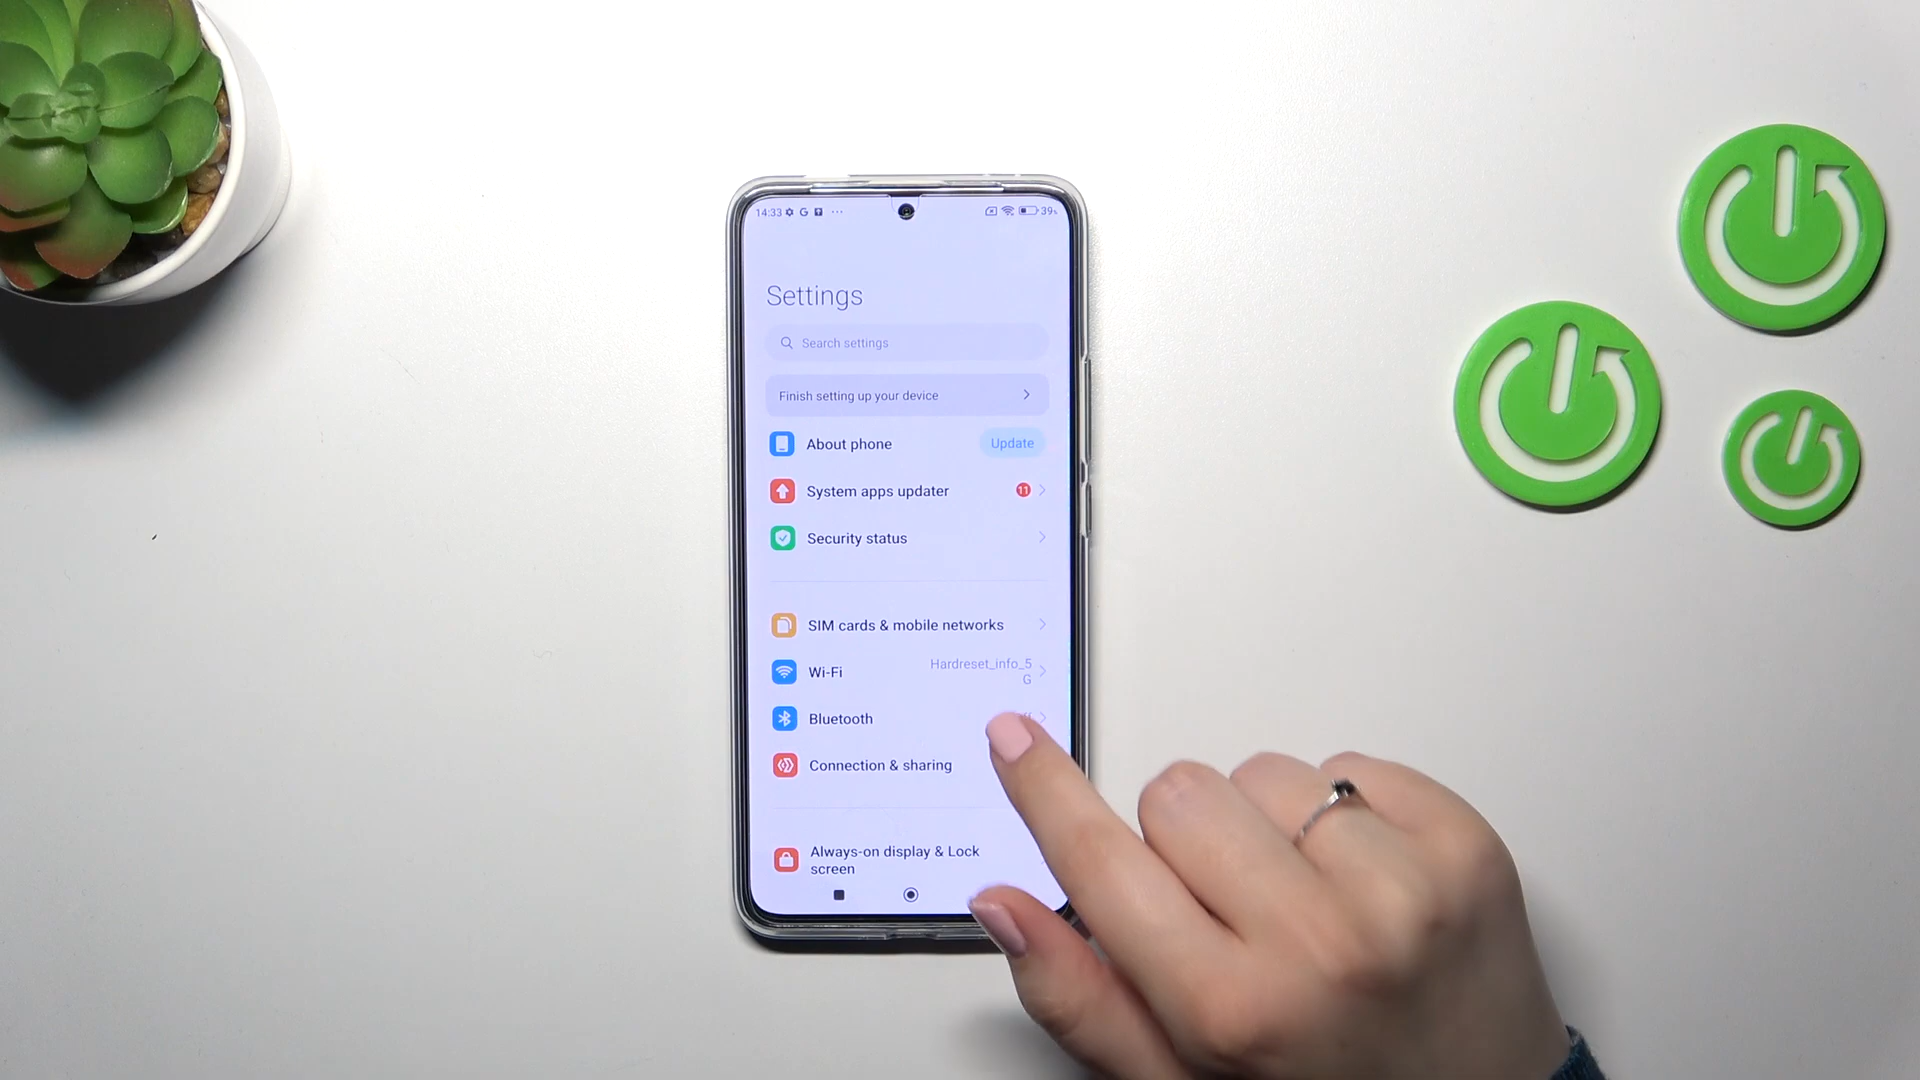 14:33 G ... 39%
Settings
Search settings
Finish setting up your device
About phone Update
System apps updater 11
Security status
SIM cards & mobile networks
Wi-Fi Hardreset_info_5
G
Bluetooth
Connection & sharing
Always-on display & Lock
screen